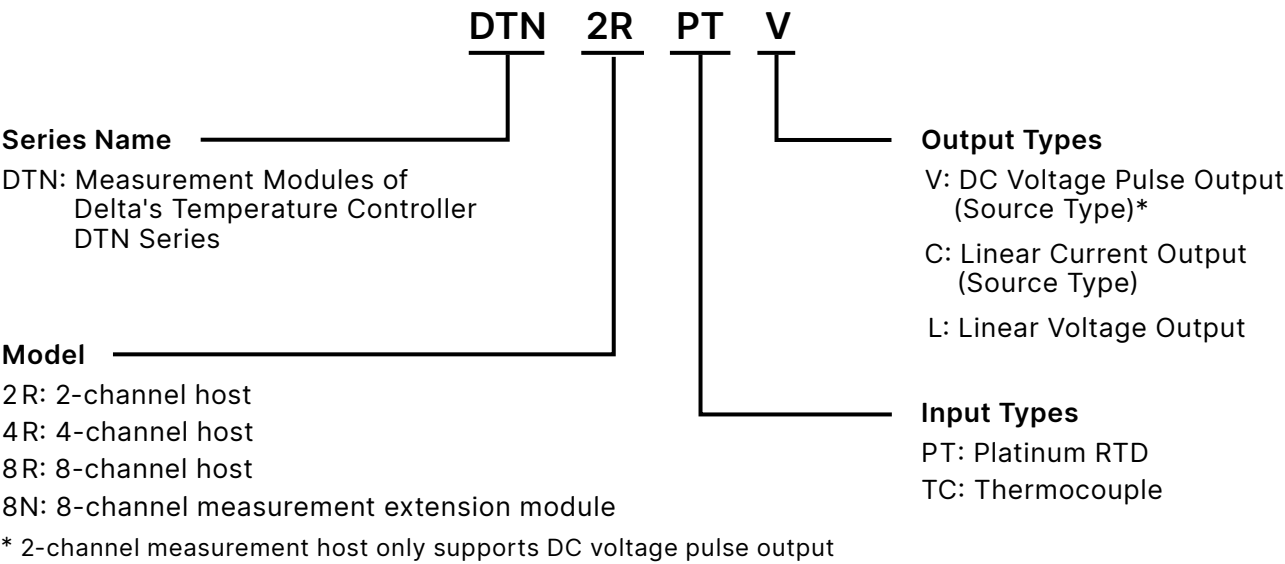 DTN 2R PT V
Series Name
DTN: Measurement Modules of
Delta's Temperature Controller
DTN Series
Model
2R: 2-channel host
4R: 4-channel host
8R: 8-channel host
8N: 8-channel measurement extension module
* 2-channel measurement host only supports DC voltage pulse output
Output Types
V: DC Voltage Pulse Output
(Source Type)*
C: Linear Current Output
(Source Type)
L: Linear Voltage Output
Input Types
PT: Platinum RTD
TC: Thermocouple